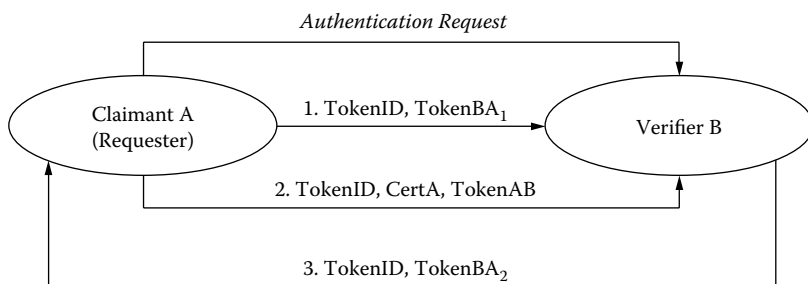 Authentication Request
Claimant A
(Requester)
1. TokenID, TokenBA₁
Verifier B
2. TokenID, CertA, TokenAB
3. TokenID, TokenBA₂